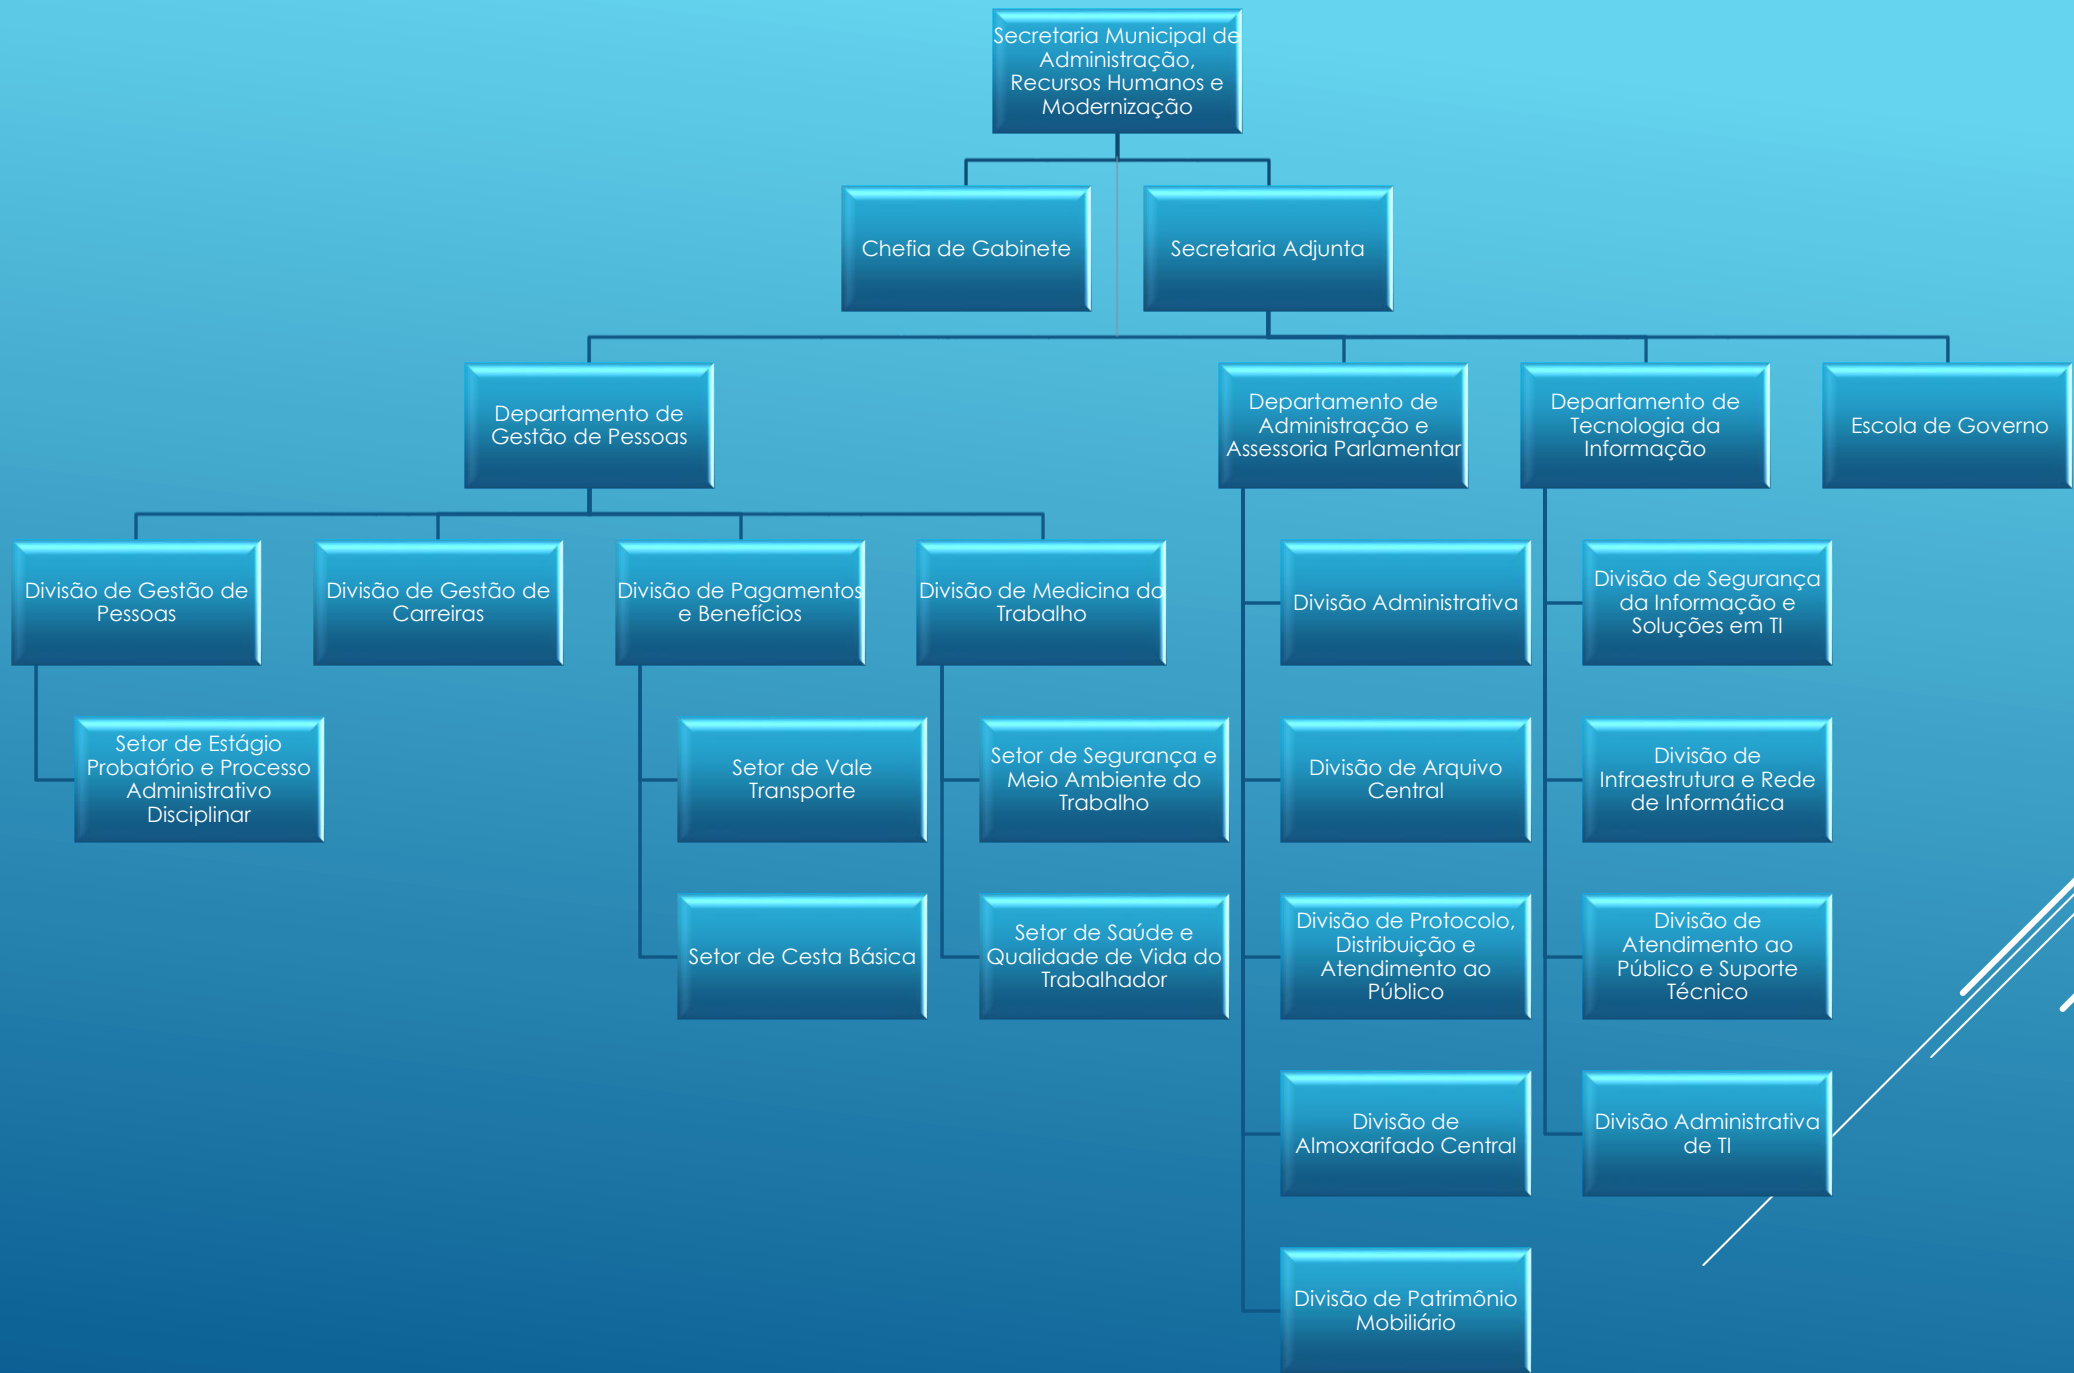 Secretaria Municipal de
Administração,
Recursos Humanos e
Modernização
Chefia de Gabinete
Secretaria Adjunta
Departamento de
Gestão de Pessoas
Departamento de
Administração e
Assessoria Parlamentar
Departamento de
Tecnologia da
Informação
Escola de Governo
Divisão de Gestão de
Pessoas
Divisão de Gestão de
Carreiras
Divisão de Pagamentos
e Benefícios
Divisão de Medicina do
Trabalho
Divisão Administrativa
Divisão de Segurança
da Informação e
Soluções em TI
Setor de Estágio
Probatório e Processo
Administrativo
Disciplinar
Setor de Vale
Transporte
Setor de Segurança e
Meio Ambiente do
Trabalho
Divisão de Arquivo
Central
Divisão de
Infraestrutura e Rede
de Informática
Setor de Cesta Básica
Setor de Saúde e
Qualidade de Vida do
Trabalhador
Divisão de Protocolo,
Distribuição e
Atendimento ao
Público
Divisão de
Atendimento ao
Público e Suporte
Técnico
Divisão de
Almoxarifado Central
Divisão Administrativa
de TI
Divisão de Patrimônio
Mobiliário